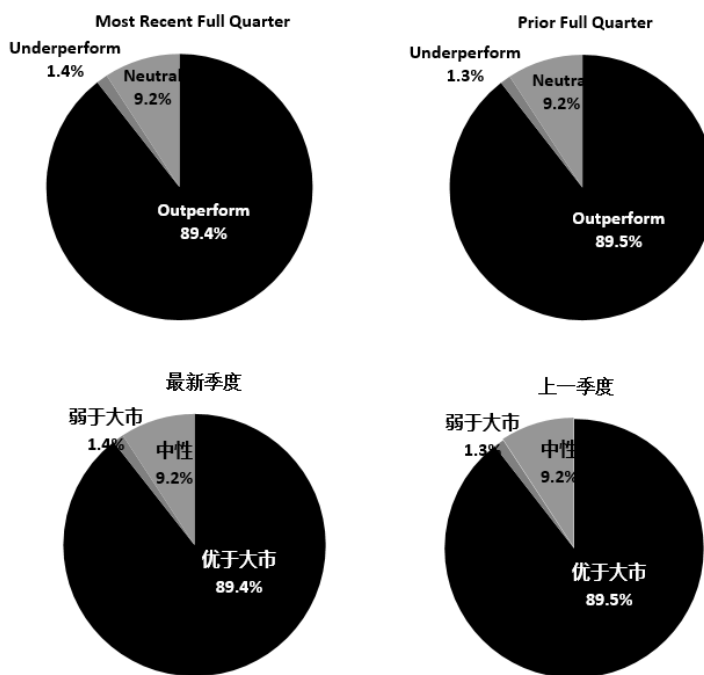 Most Recent Full Quarter
Underperform
1.4%
Neutral
9.2%
Outperform
89.4%
Prior Full Quarter
Underperform
1.3%
Neutra
9.2%
Outperform
89.5%
最新季度
弱于大市
1.4%
中性
9.2%
优于大市
89.4%
上一季度
弱于大市
1.3%
中性
9.2%
优于大市
89.5%